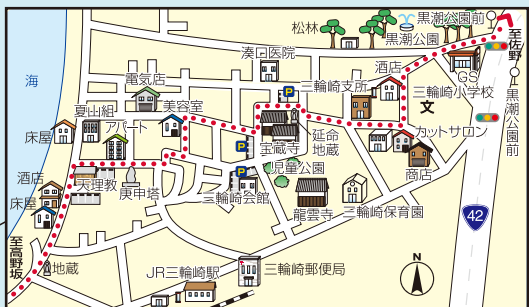 松林
黒潮公園前
至佐野
湊口医院
黒潮公園
酒店
GS
海
電気店
P
三輪崎支所
三輪崎小学校
文
黒潮公園前
夏山組
美容室
アパート
床屋
延命
地蔵
宝蔵寺
カットサロン
P
児童公園
商店
P
天理教
庚申塔
酒店
床屋
三輪崎会館
龍雲寺
三輪崎保育園
42
至高野坂
地蔵
JR三輪崎駅
三輪崎郵便局
N